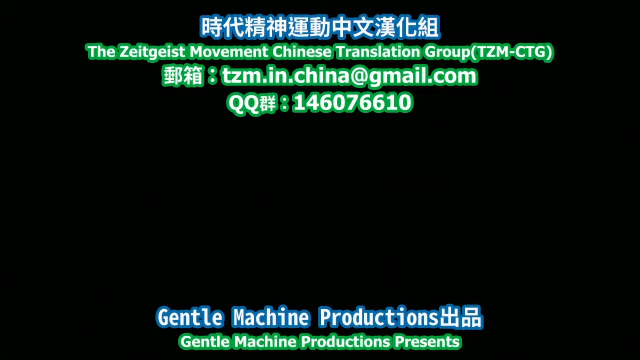 時代精神運動中文漢化組
The Zeitgeist Movement Chinese Translation Group(TZM-CTG)
郵箱：tzm.in.china@gmail.com
QQ群：146076610
Gentle Machine Productions出品
Gentle Machine Productions Presents